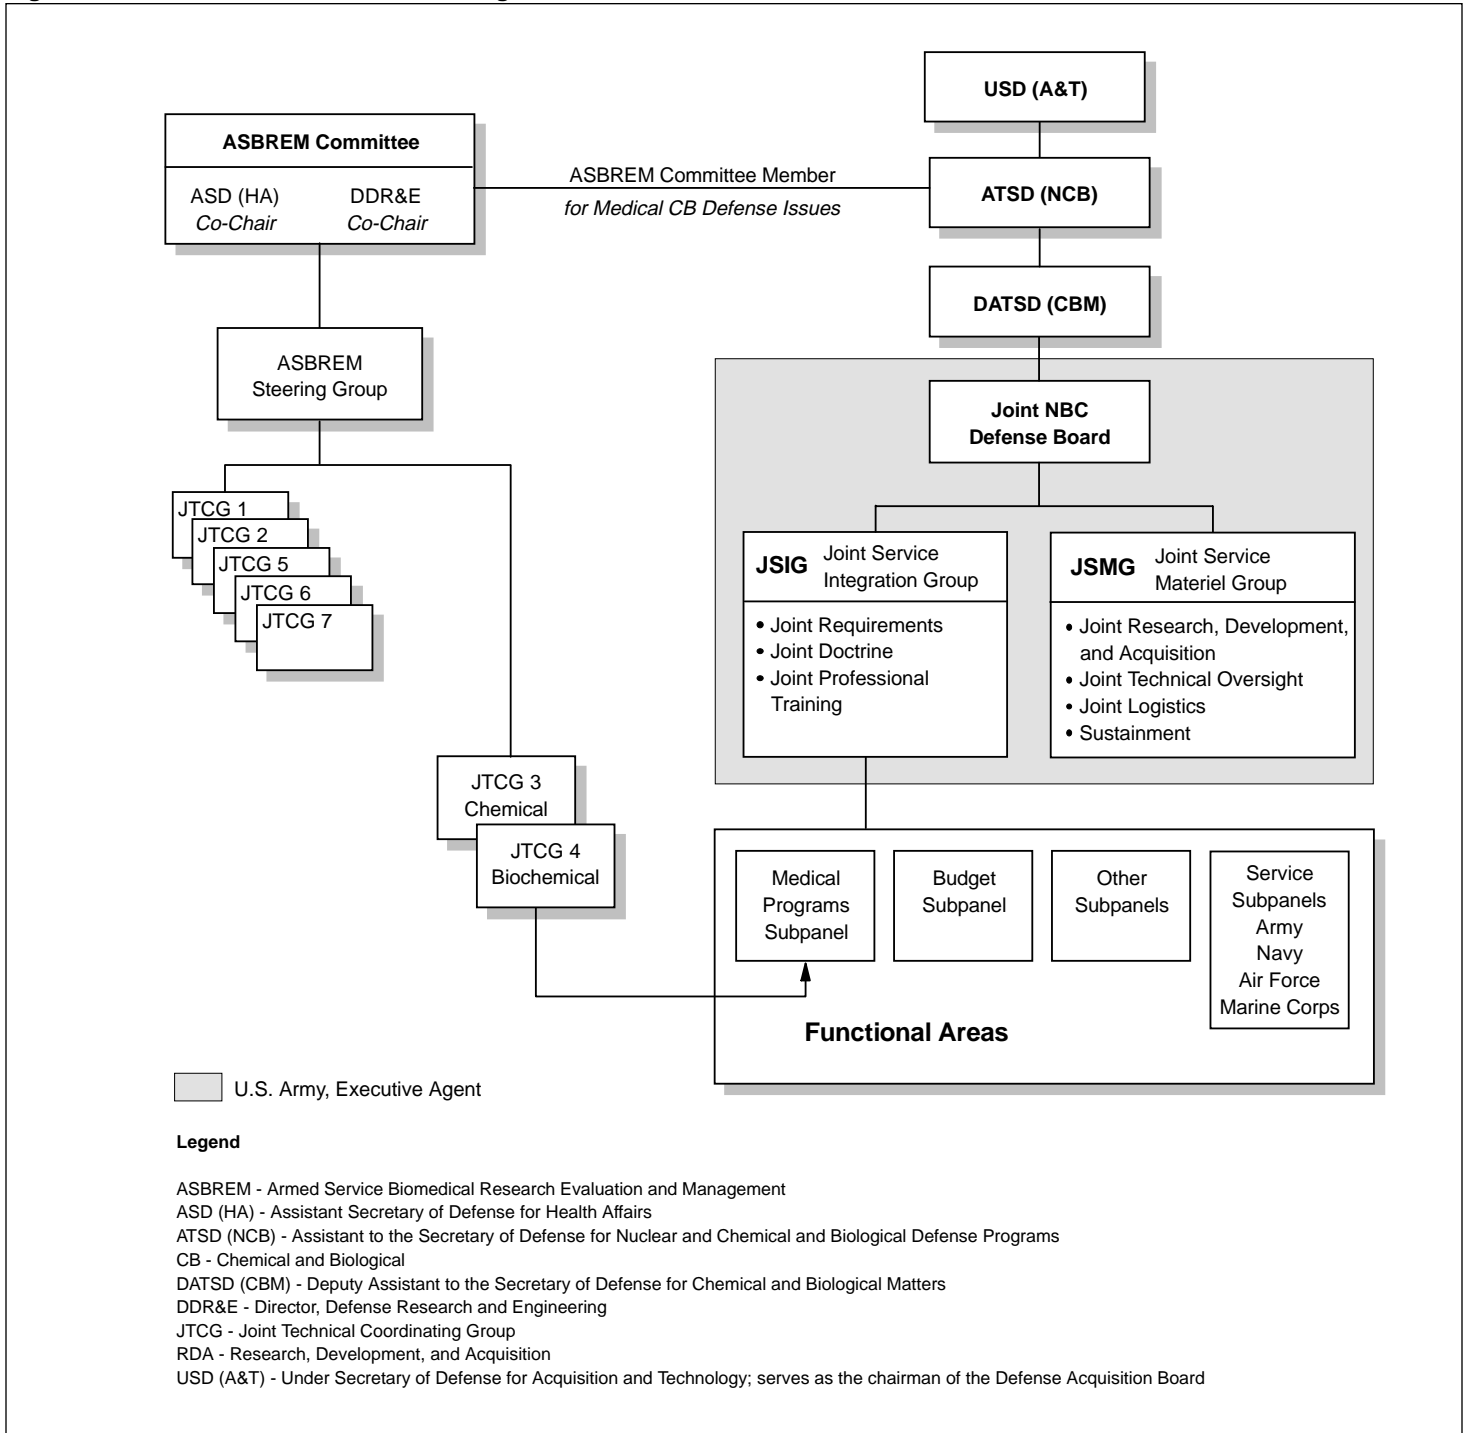 USD (A&T)
ASBREM Committee
ASD (HA)
Co-Chair
DDR&E
Co-Chair
ASBREM Committee Member
for Medical CB Defense Issues
ATSD (NCB)
DATSD (CBM)
ASBREM
Steering Group
Joint NBC
Defense Board
JTCG 1
JTCG 2
JTCG 5
JTCG 6
JTCG 7
JSIG
Joint Service
Integration Group
• Joint Requirements
• Joint Doctrine
• Joint Professional
Training
JSMG
Joint Service
Materiel Group
• Joint Research, Development,
and Acquisition
• Joint Technical Oversight
• Joint Logistics
• Sustainment
JTCG 3
Chemical
JTCG 4
Biochemical
Medical
Programs
Subpanel
Budget
Subpanel
Other
Subpanels
Service
Subpanels
Army
Navy
Air Force
Marine Corps
Functional Areas
U.S. Army, Executive Agent
Legend
ASBREM - Armed Service Biomedical Research Evaluation and Management
ASD (HA) - Assistant Secretary of Defense for Health Affairs
ATSD (NCB) - Assistant to the Secretary of Defense for Nuclear and Chemical and Biological Defense Programs
CB - Chemical and Biological
DATSD (CBM) - Deputy Assistant to the Secretary of Defense for Chemical and Biological Matters
DDR&E - Director, Defense Research and Engineering
JTCG - Joint Technical Coordinating Group
RDA - Research, Development, and Acquisition
USD (A&T) - Under Secretary of Defense for Acquisition and Technology; serves as the chairman of the Defense Acquisition Board